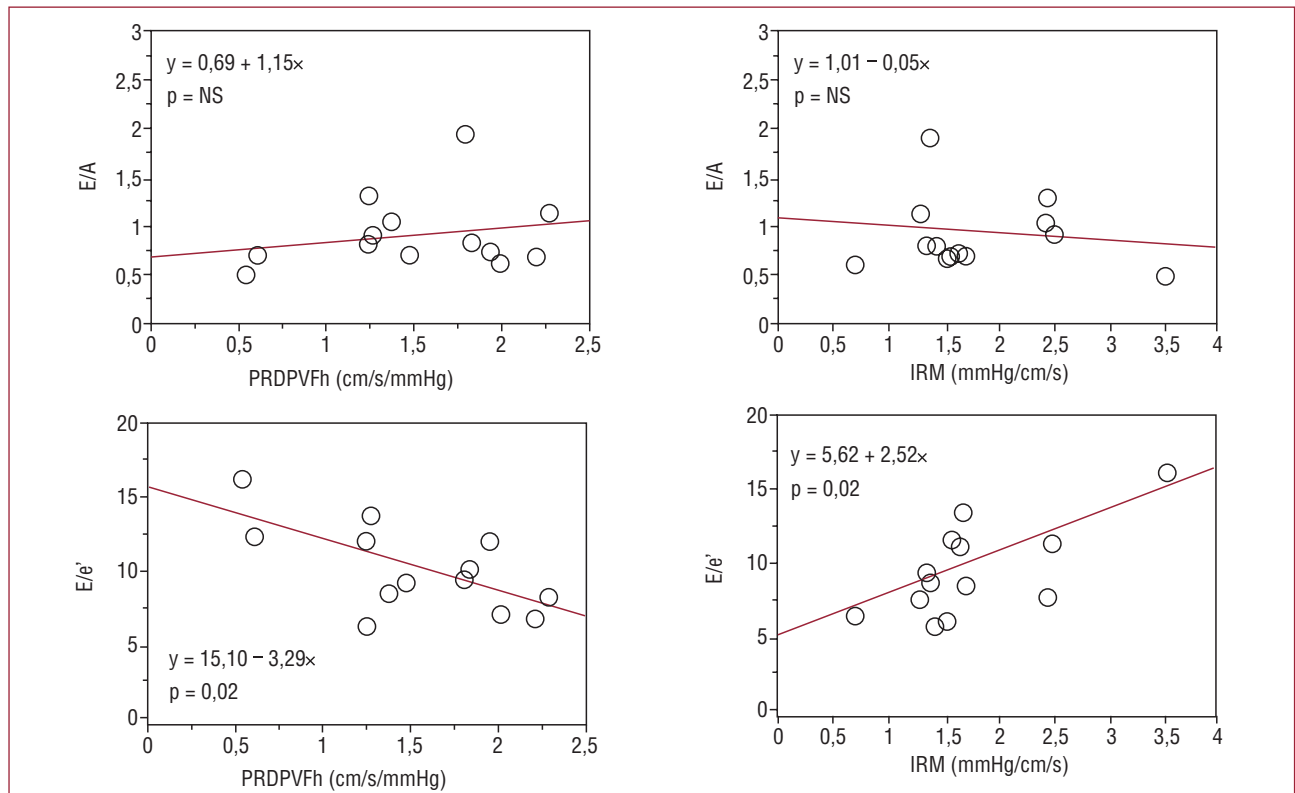 3
2,5
2
1,5
1
0,5
0
E/A
y = 0,69 + 1,15×
p = NS
0 0,5 1 1,5 2 2,5
PRDPVFh (cm/s/mmHg)
3
2,5
2
1,5
1
0,5
0
E/A
y = 1,01 – 0,05×
p = NS
0 0,5 1 1,5 2 2,5 3 3,5 4
IRM (mmHg/cm/s)
20
15
10
5
0
E/e’
y = 15,10 – 3,29×
p = 0,02
0 0,5 1 1,5 2 2,5
PRDPVFh (cm/s/mmHg)
20
15
10
5
0
E/e’
y = 5,62 + 2,52×
p = 0,02
0 0,5 1 1,5 2 2,5 3 3,5 4
IRM (mmHg/cm/s)